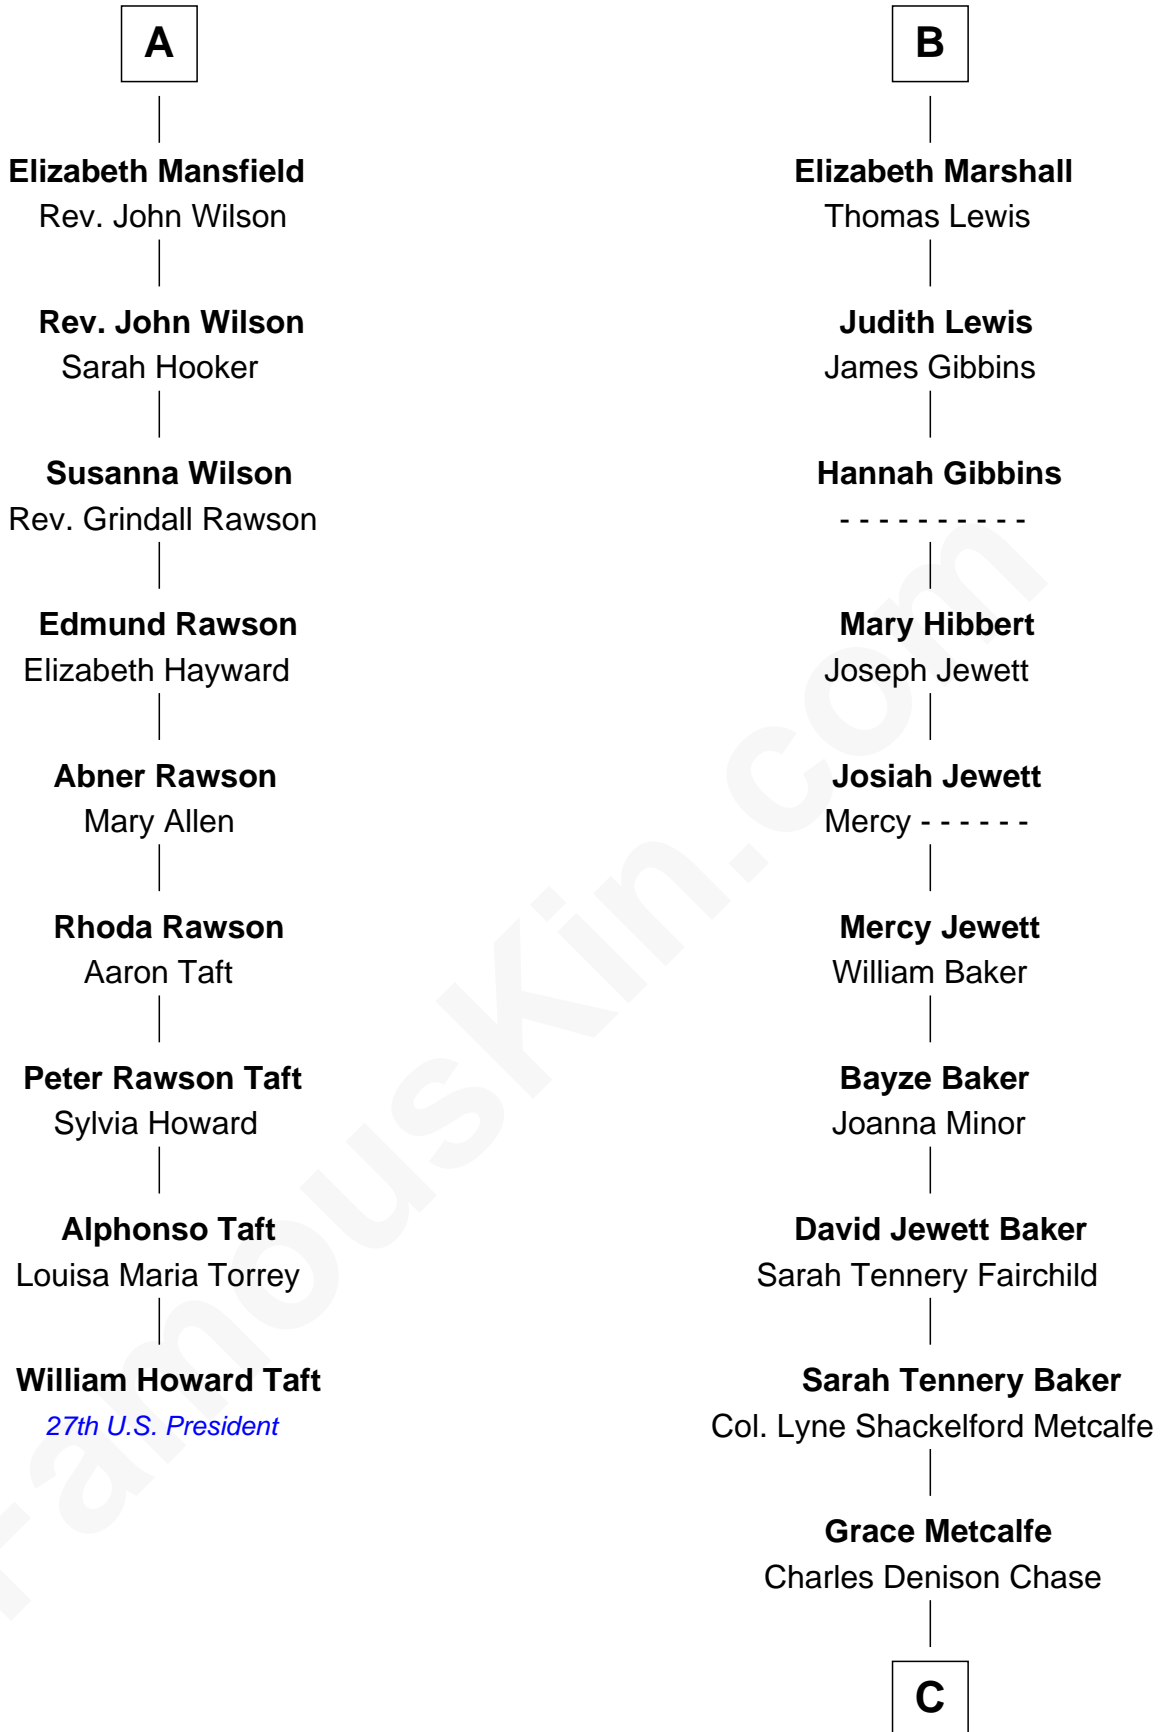 A
Elizabeth Mansfield
Rev. John Wilson
Rev. John Wilson
Sarah Hooker
Susanna Wilson
Rev. Grindall Rawson
Edmund Rawson
Elizabeth Hayward
Abner Rawson
Mary Allen
Rhoda Rawson
Aaron Taft
Peter Rawson Taft
Sylvia Howard
Alphonso Taft
Louisa Maria Torrey
William Howard Taft
27th U.S. President
B
Elizabeth Marshall
Thomas Lewis
Judith Lewis
James Gibbins
Hannah Gibbins
- - - - - - - - - -
Mary Hibbert
Joseph Jewett
Josiah Jewett
Mercy - - - - - -
Mercy Jewett
William Baker
Bayze Baker
Joanna Minor
David Jewett Baker
Sarah Tennery Fairchild
Sarah Tennery Baker
Col. Lyne Shackelford Metcalfe
Grace Metcalfe
Charles Denison Chase
C
FamousKin.com